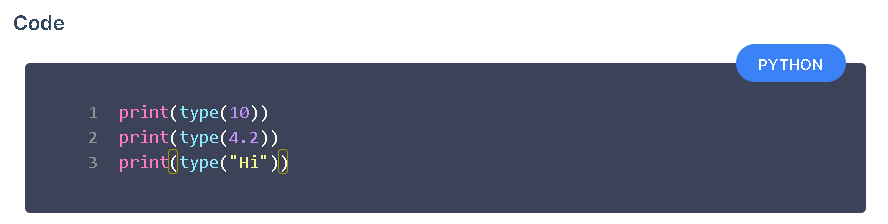 Code
PYTHON
1 print(type(10))
2 print(type(4.2))
3 print(type("Hi"))